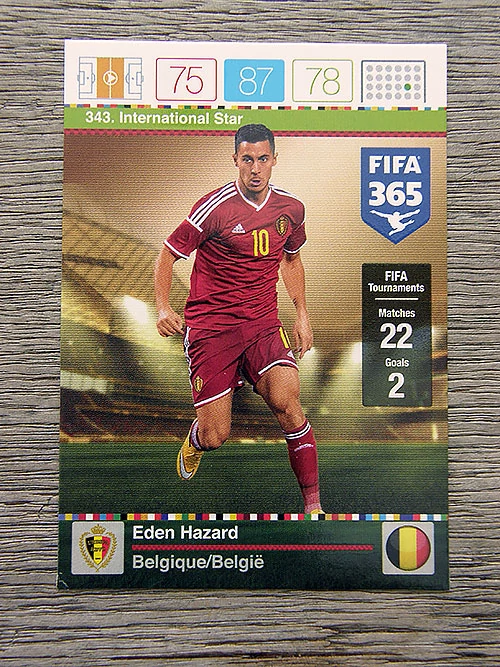 75 87 78
343. International Star
FIFA
365
10
FIFA
Tournaments
Matches
22
Goals
2
Eden Hazard
Belgique/België